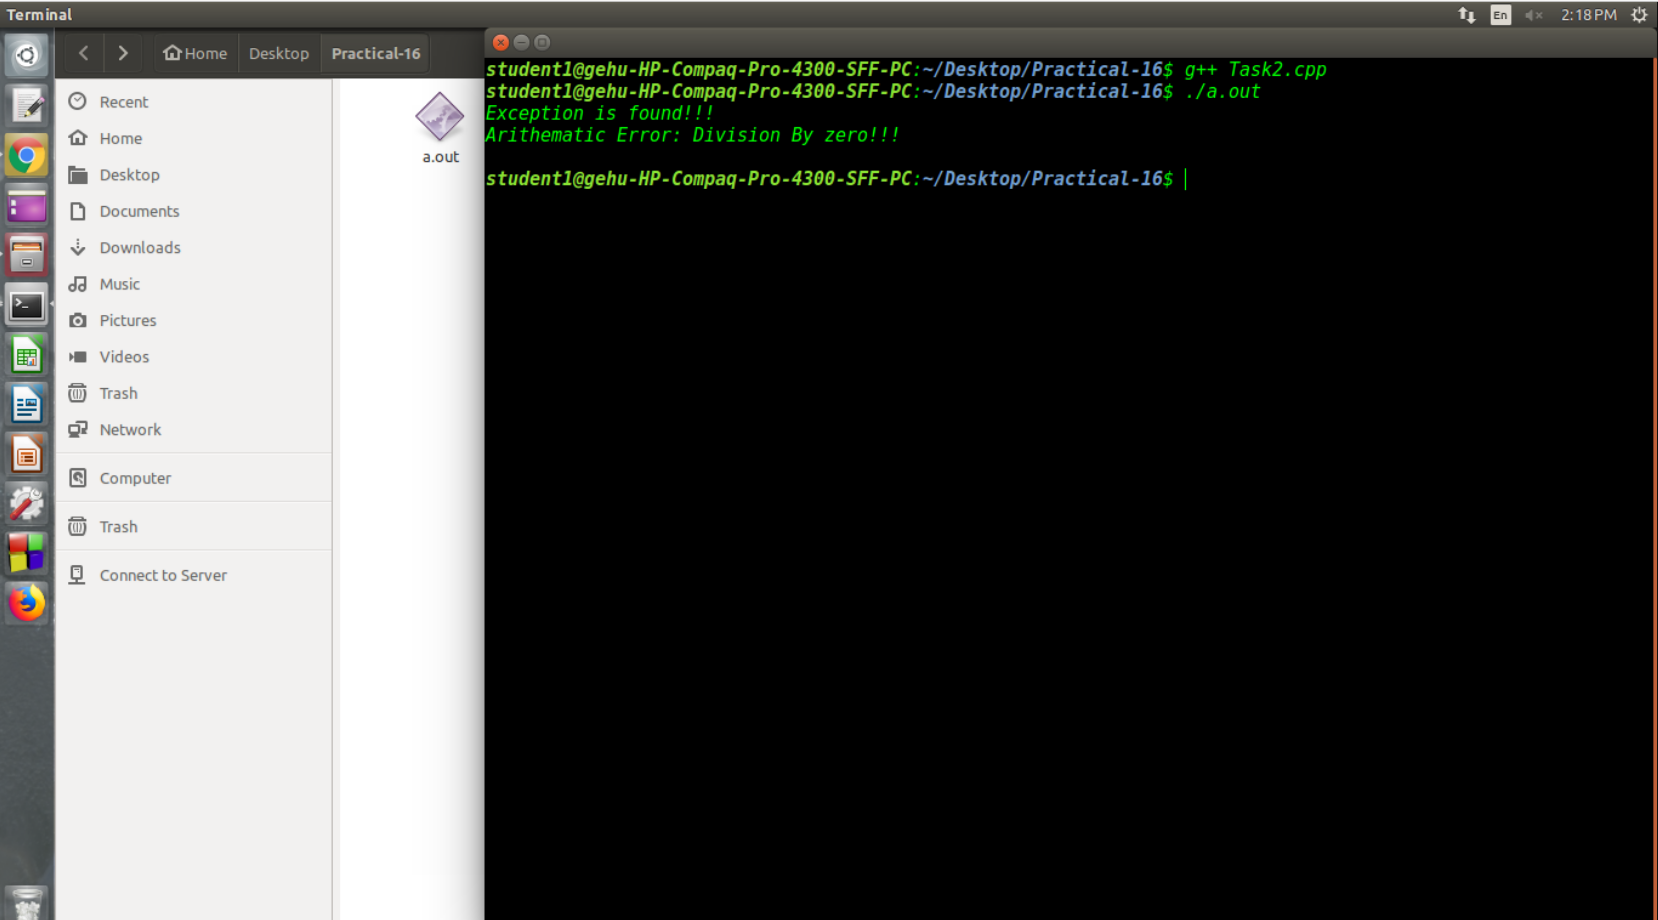 Terminal
En
2:18 PM
Home
Desktop
Practical-16
Recent
Home
Desktop
Documents
Downloads
Music
Pictures
Videos
Trash
Network
Computer
Trash
Connect to Server
a.out
student1@gehu-HP-Compaq-Pro-4300-SFF-PC:~/Desktop/Practical-16$ g++ Task2.cpp
student1@gehu-HP-Compaq-Pro-4300-SFF-PC:~/Desktop/Practical-16$ ./a.out
Exception is found!!!
Arithematic Error: Division By zero!!!
student1@gehu-HP-Compaq-Pro-4300-SFF-PC:~/Desktop/Practical-16$